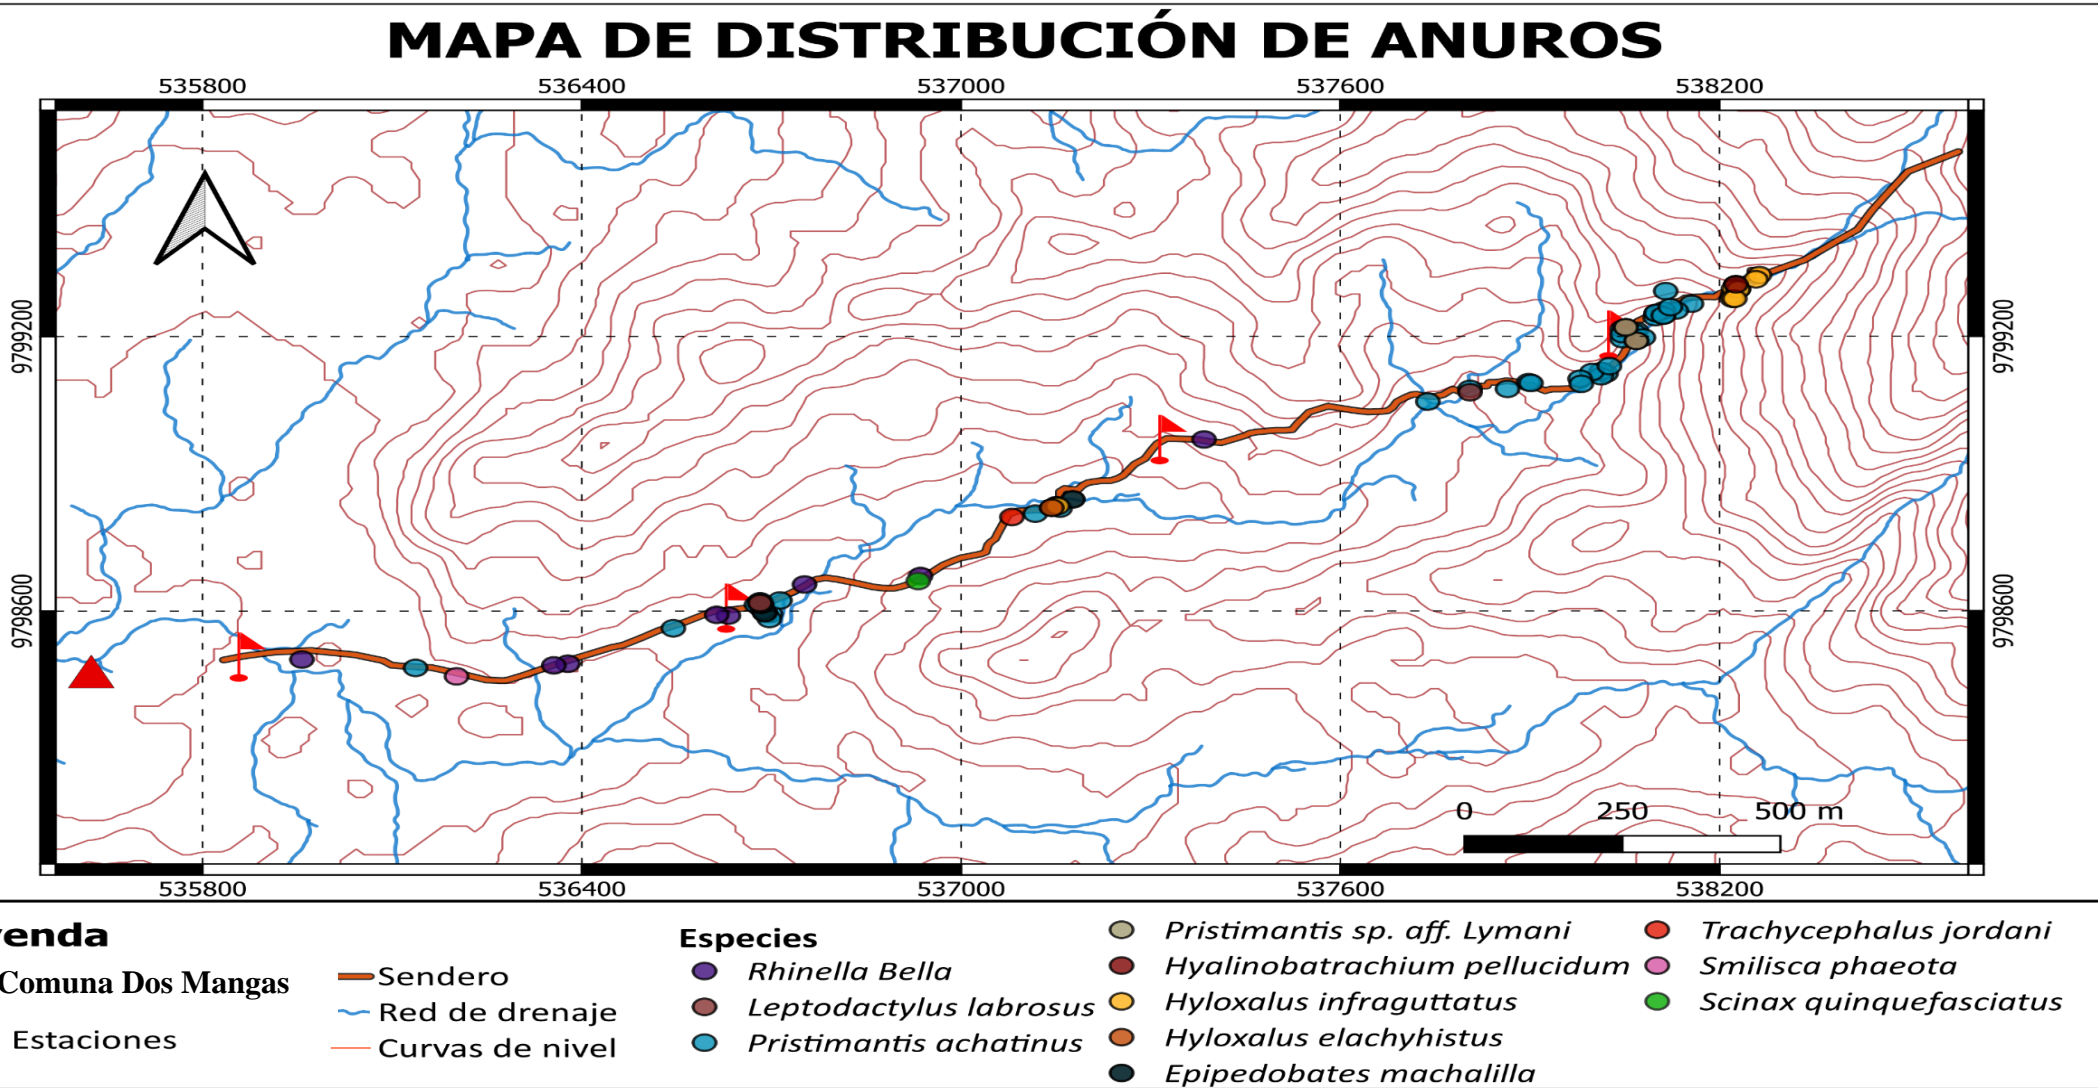 MAPA DE DISTRIBUCIÓN DE ANUROS
535800 536400 537000 537600 538200
9799200 9799200
9798600 9798600
0 250 500 m
535800 536400 537000 537600 538200
yenda
Comuna Dos Mangas
Estaciones
Sendero
Red de drenaje
Curvas de nivel
Especies
Rhinella Bella
Leptodactylus labrosus
Pristimantis achatinus
Pristimantis sp. aff. Lymani
Hyalinobatrachium pellucidum
Hyloxalus infraguttatus
Hyloxalus elachyhistus
Epipedobates machalilla
Trachycephalus jordani
Smilisca phaeota
Scinax quinquefasciatus